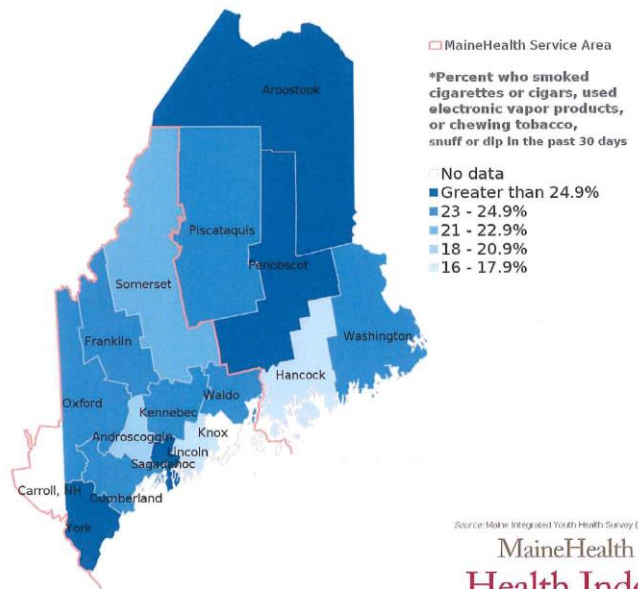 MaineHealth Service Area
*Percent who smoked
cigarettes or cigars, used
electronic vapor products,
or chewing tobacco,
snuff or dip in the past 30 days
No data
Greater than 24.9%
23 - 24.9%
21 - 22.9%
18 - 20.9%
16 - 17.9%
Aroostook
Piscataquis
Penobscot
Somerset
Washington
Franklin
Hancock
Oxford
Waldo
Kennebec
Androscoggin
Knox
Lincoln
Sagadahoc
Carroll, NH
Cumberland
York
Source: Maine Integrated Youth Health Survey
MaineHealth
Health